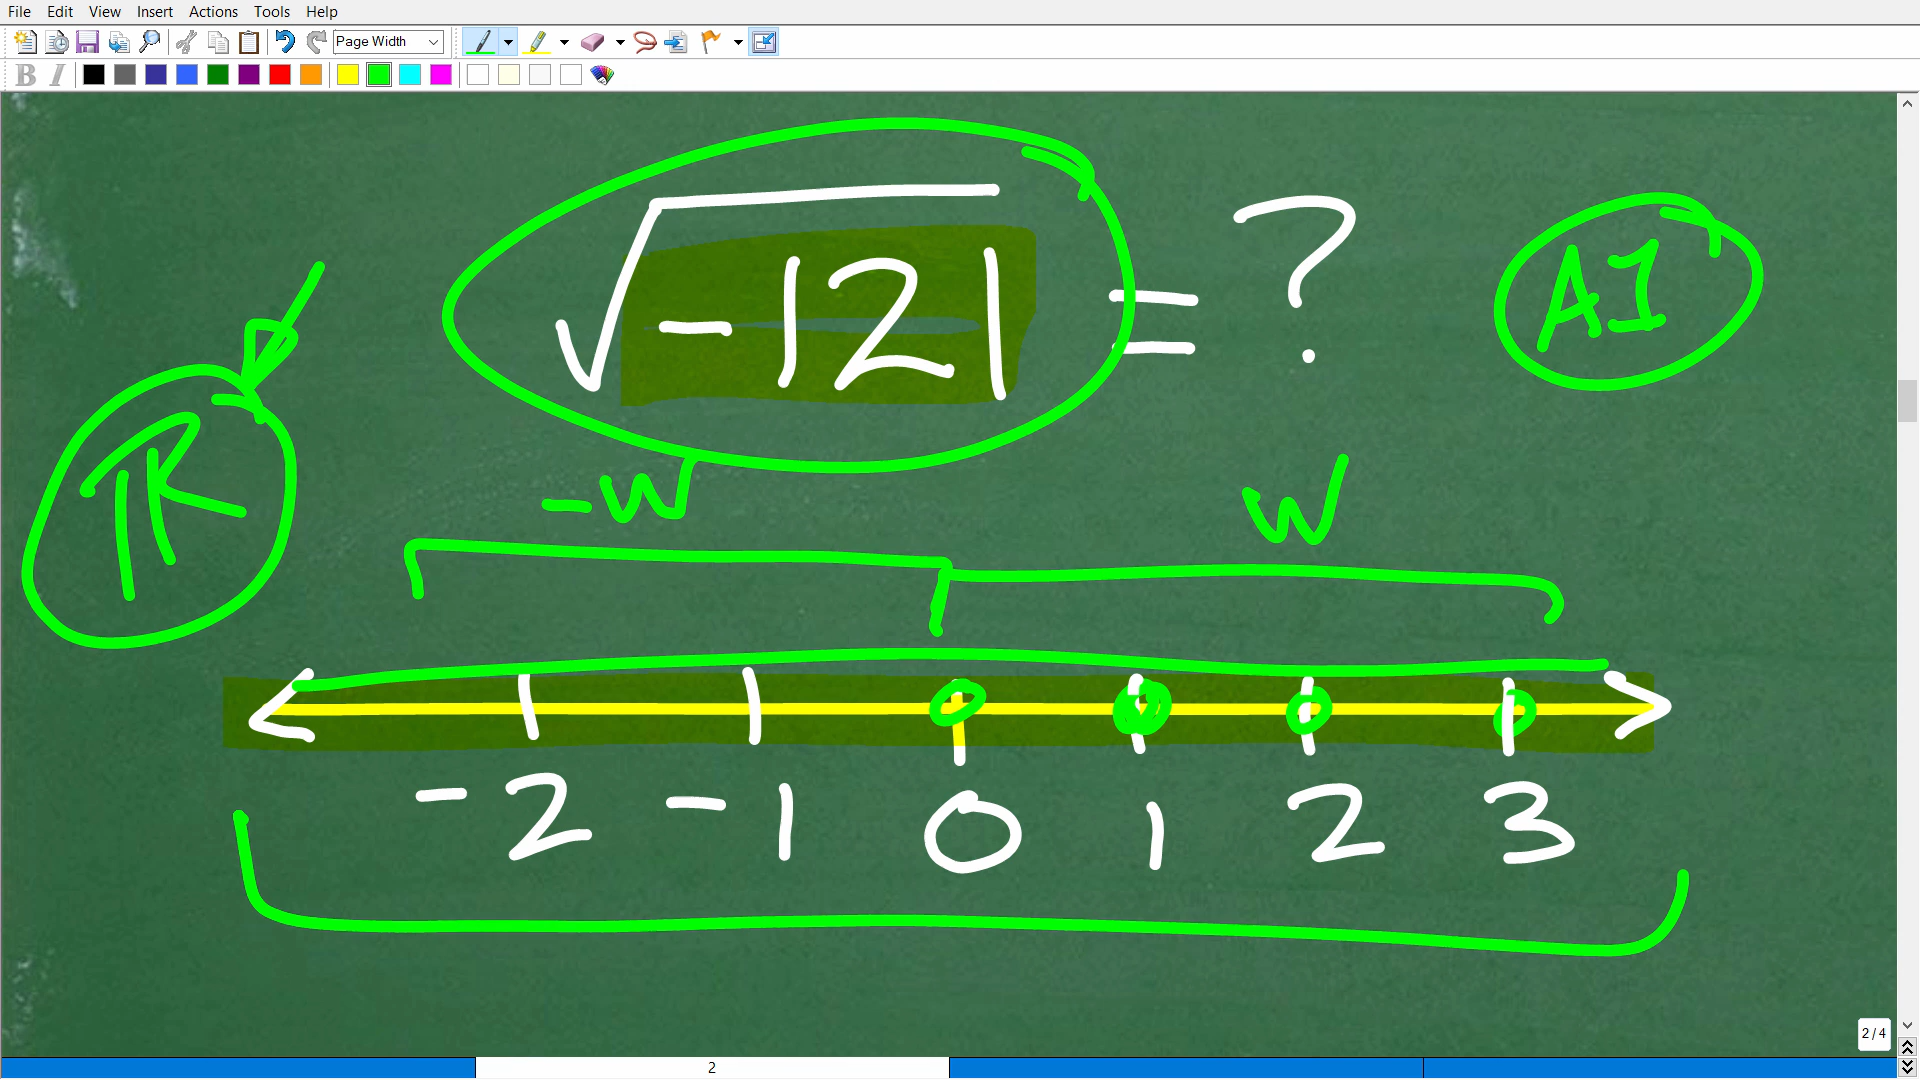 File Edit View Insert Actions Tools Help
Page Width
B I
√-121 = ?
A1
R
-W
W
-2 -1 0 1 2 3
2 / 4
2